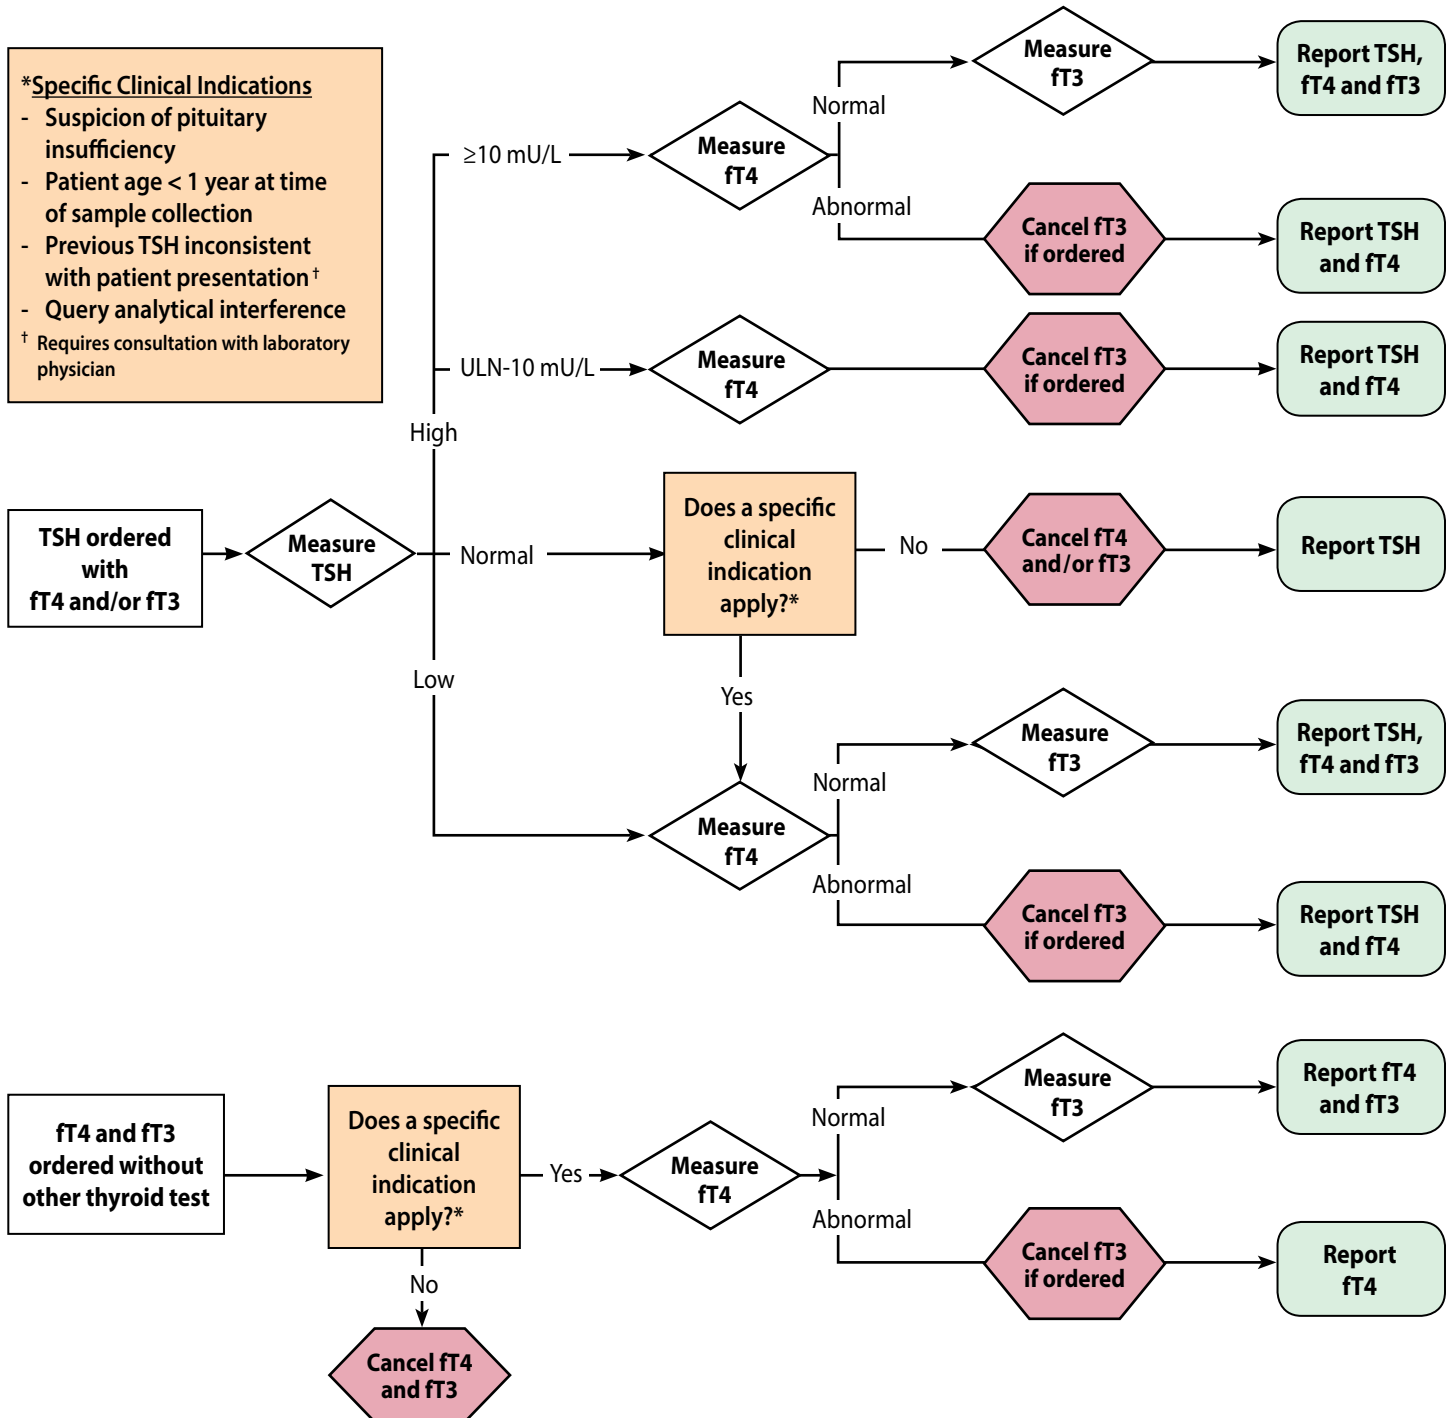 *Specific Clinical Indications
- Suspicion of pituitary
insufficiency
- Patient age < 1 year at time
of sample collection
- Previous TSH inconsistent
with patient presentation†
- Query analytical interference
† Requires consultation with laboratory
physician
TSH ordered
with
fT4 and/or fT3
Measure
TSH
High
Normal
Low
≥10 mU/L
Measure
fT4
Normal
Measure
fT3
Report TSH,
fT4 and fT3
Abnormal
Cancel fT3
if ordered
Report TSH
and fT4
ULN-10 mU/L
Measure
fT4
Cancel fT3
if ordered
Report TSH
and fT4
Does a specific
clinical
indication
apply?*
No
Cancel fT4
and/or fT3
Report TSH
Yes
Measure
fT4
Normal
Measure
fT3
Report TSH,
fT4 and fT3
Abnormal
Cancel fT3
if ordered
Report TSH
and fT4
fT4 and fT3
ordered without
other thyroid test
Does a specific
clinical
indication
apply?*
Yes
Measure
fT4
Normal
Measure
fT3
Report fT4
and fT3
Abnormal
Cancel fT3
if ordered
Report
fT4
No
Cancel fT4
and fT3